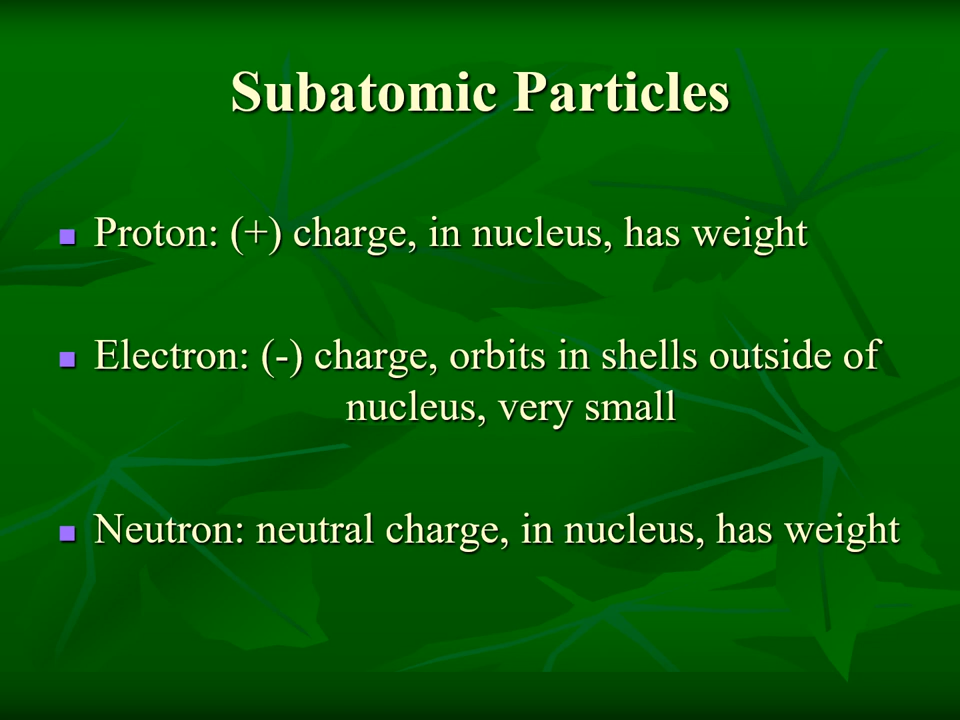 Subatomic Particles
Proton: (+) charge, in nucleus, has weight
Electron: (-) charge, orbits in shells outside of
nucleus, very small
Neutron: neutral charge, in nucleus, has weight